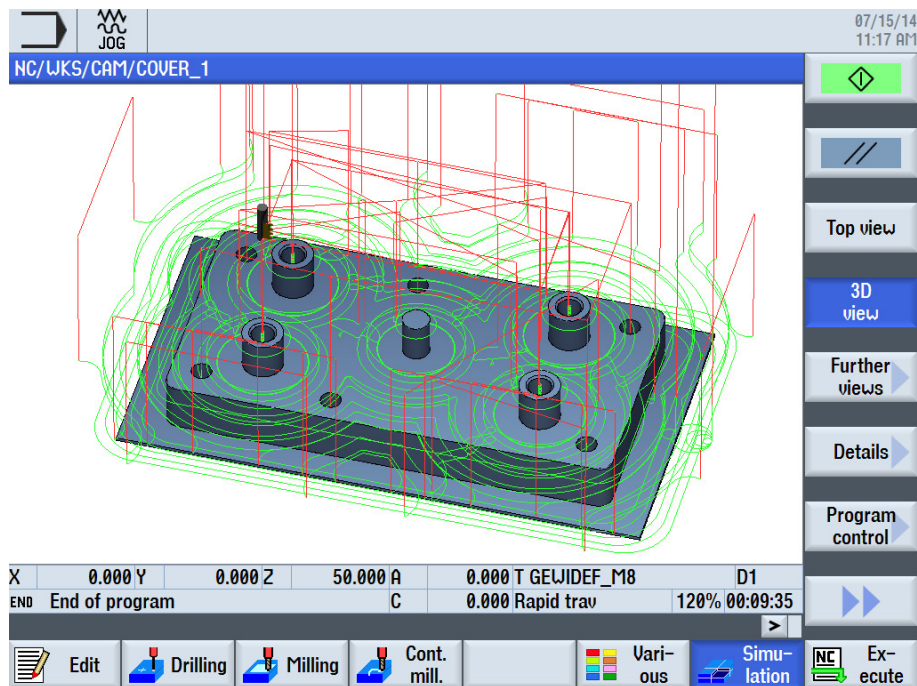 07/15/14
JOG
11:17 AM
NC/WKS/CAM/COVER_1
Top view
3D
view
Further
views
Details
Program
control
X 0.000 Y 0.000 Z 50.000 A 0.000 T GEWIDEF_M8 D1
END End of program C 0.000 Rapid trav 120% 00:09:35
>
Edit
Drilling
Milling
Cont.
mill.
Vari-
ous
Simu-
lation
NC
Ex-
ecute